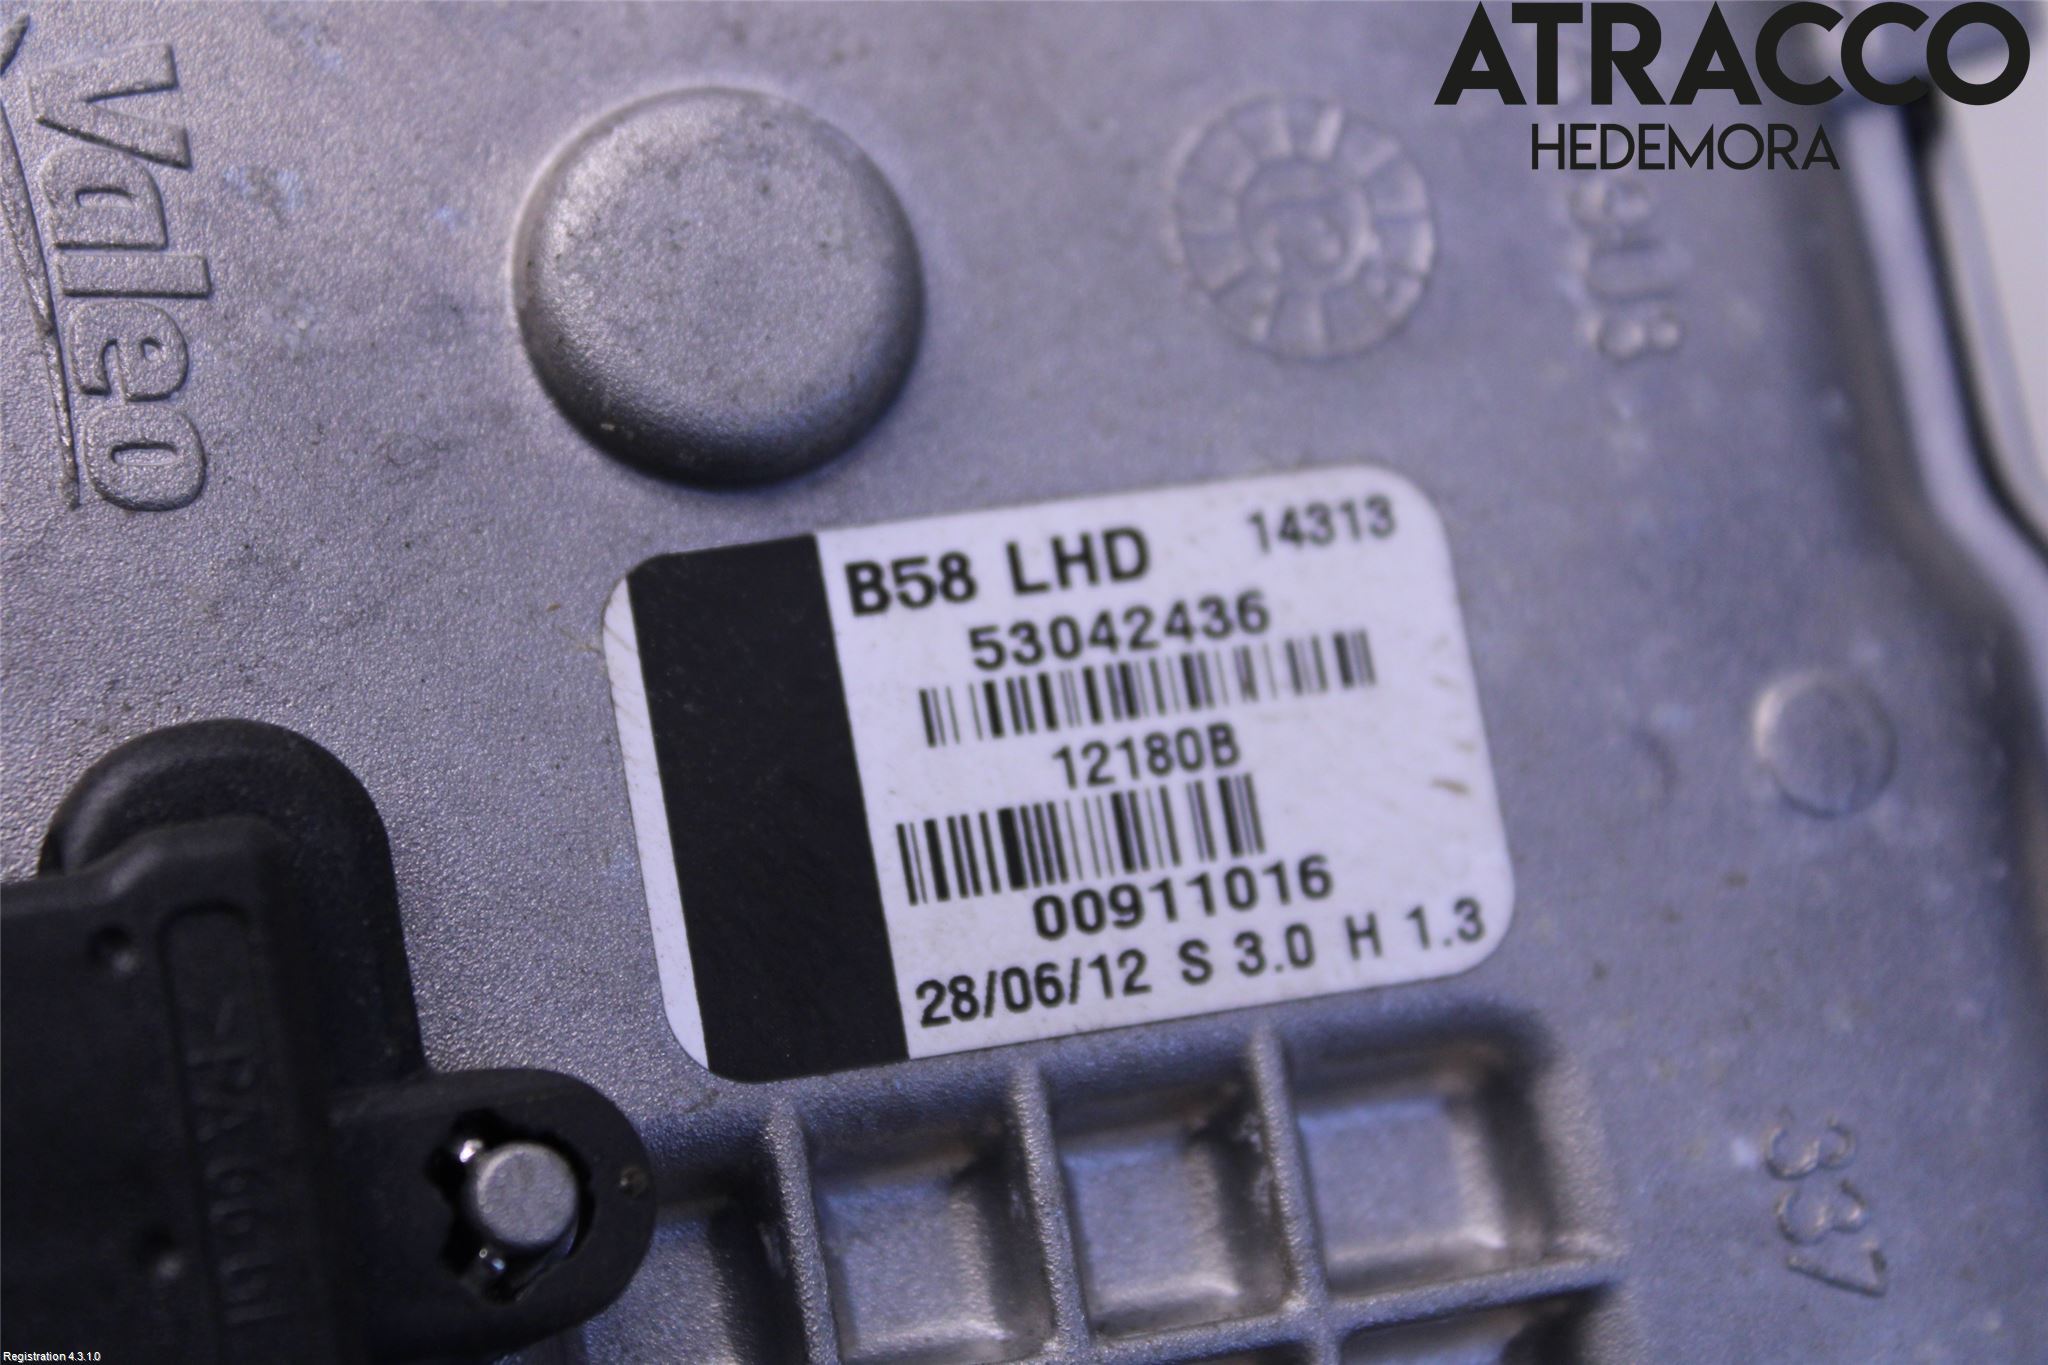 ATRACCO
HEDEMORA
Valeo
B58 LHD 14313
53042436
12180B
00911016
28/06/12 S 3.0 H 1.3
337
Registration 4.3.1.0